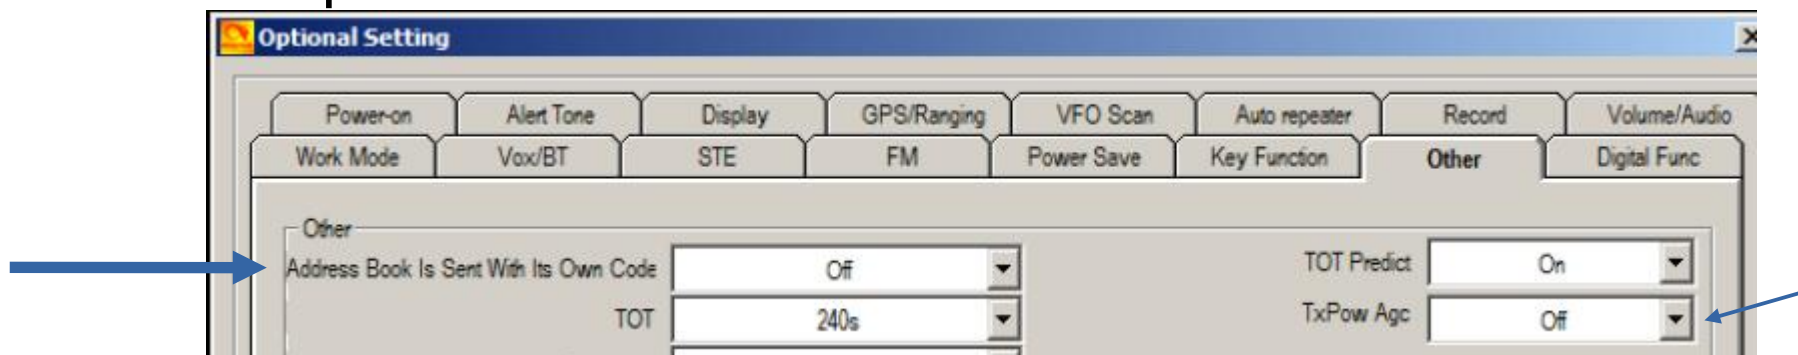 Optional Setting
Power-on Alert Tone Display GPS/Ranging VFO Scan Auto repeater Record Volume/Audio
Work Mode Vox/BT STE FM Power Save Key Function Other Digital Func
Other
Address Book Is Sent With Its Own Code Off TOT Predict On
TOT 240s TxPow Agc Off